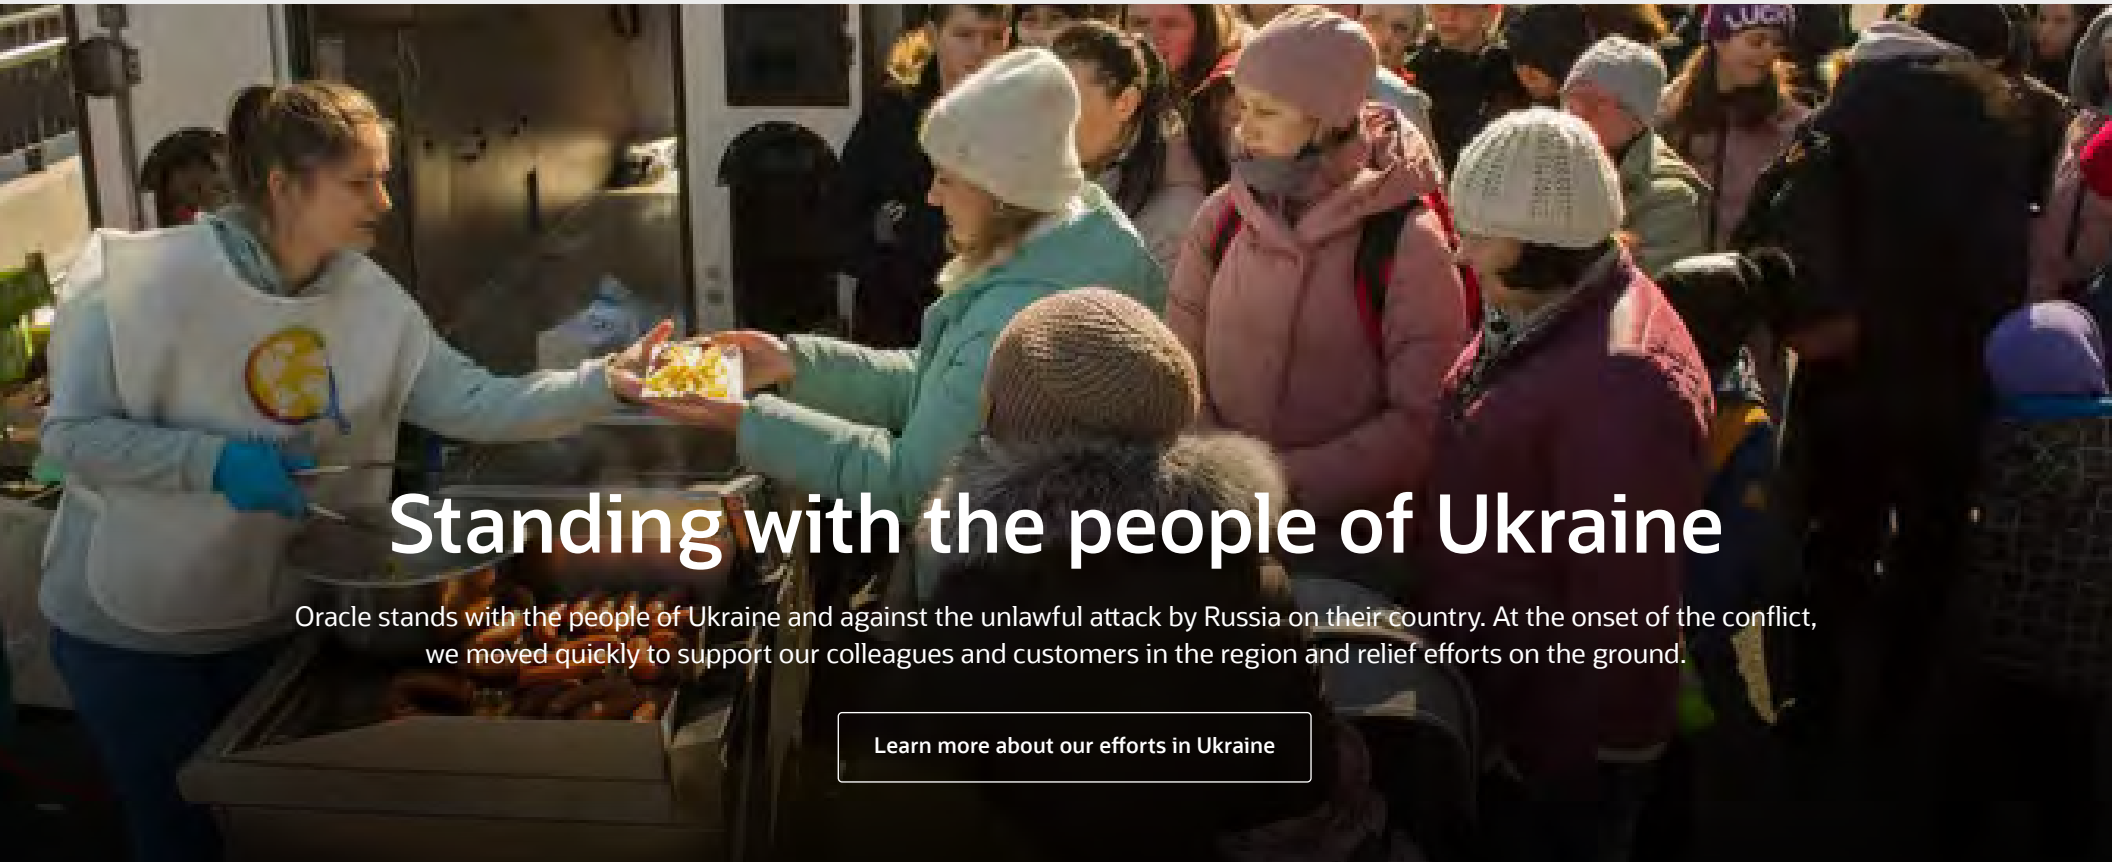 Standing with the people of Ukraine
Oracle stands with the people of Ukraine and against the unlawful attack by Russia on their country. At the onset of the conflict,
we moved quickly to support our colleagues and customers in the region and relief efforts on the ground.
Learn more about our efforts in Ukraine